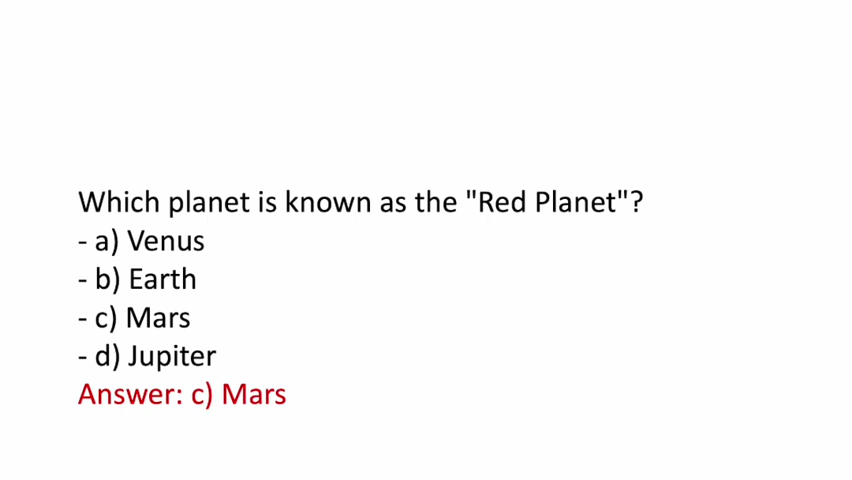 Which planet is known as the "Red Planet"?
- a) Venus
- b) Earth
- c) Mars
- d) Jupiter
Answer: c) Mars